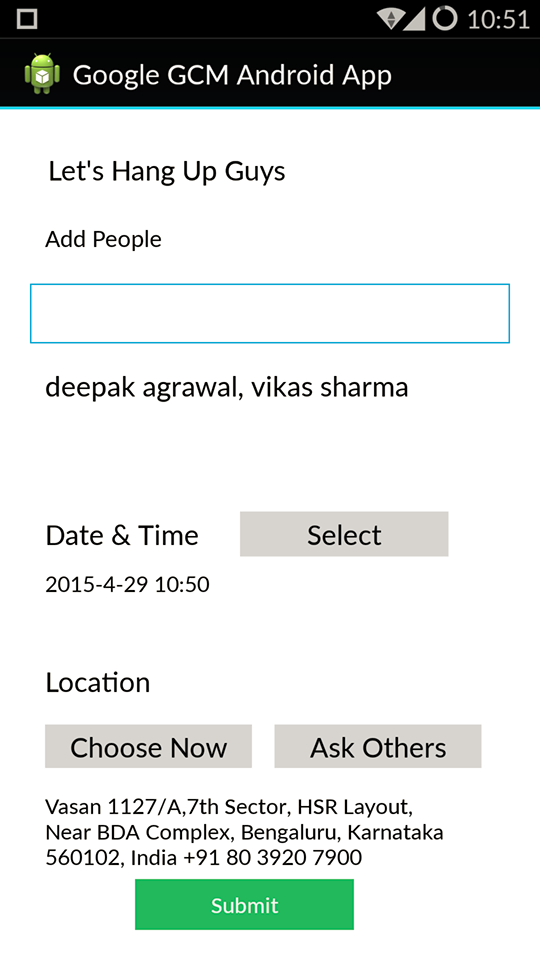 10:51
Google GCM Android App
Let's Hang Up Guys
Add People
deepak agrawal, vikas sharma
Date & Time Select
2015-4-29 10:50
Location
Choose Now Ask Others
Vasan 1127/A,7th Sector, HSR Layout,
Near BDA Complex, Bengaluru, Karnataka
560102, India +91 80 3920 7900
Submit